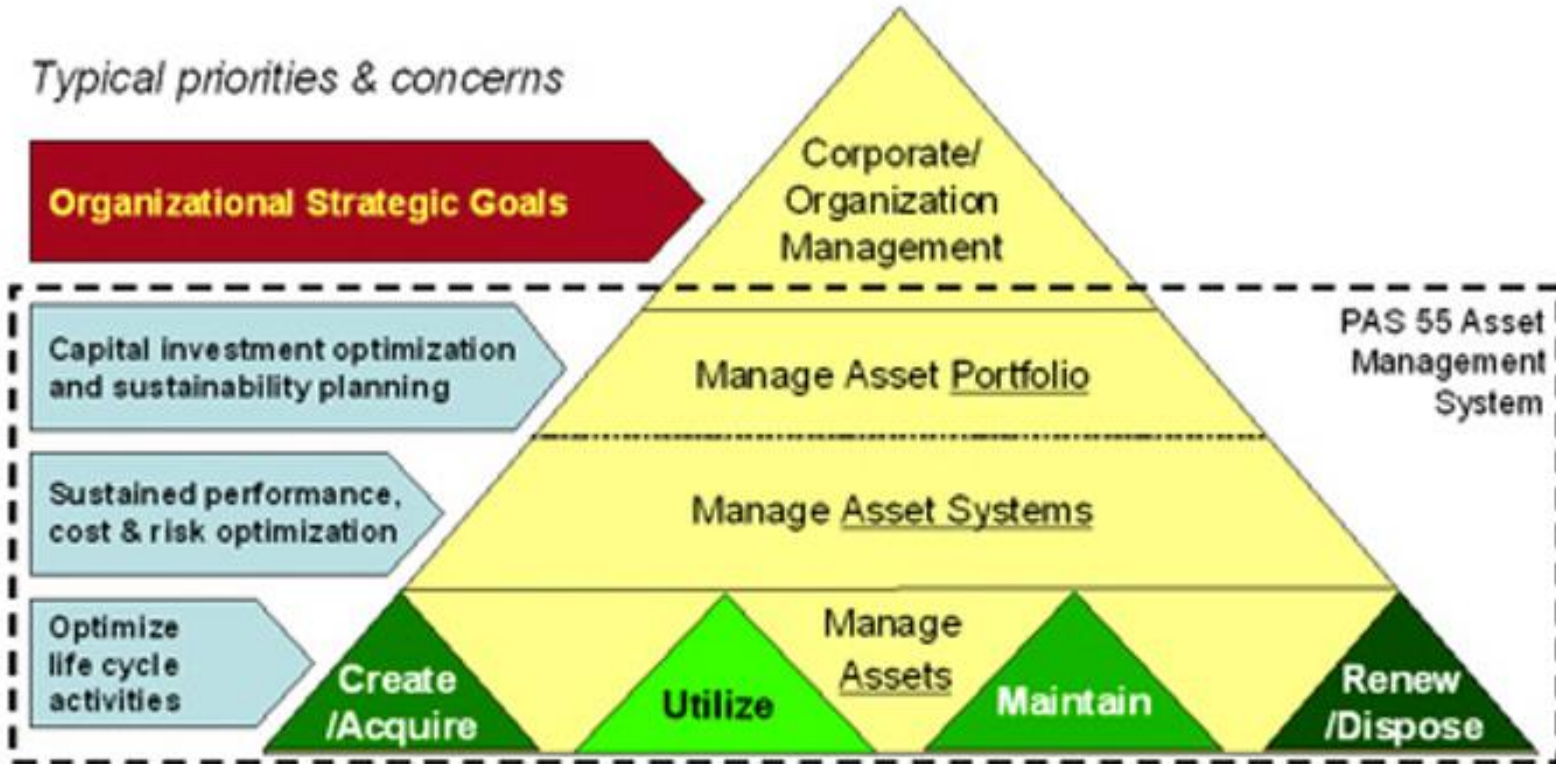 Typical priorities & concerns
Organizational Strategic Goals
Corporate/
Organization
Management
Capital investment optimization
and sustainability planning
Manage Asset Portfolio
PAS 55 Asset
Management
System
Sustained performance,
cost & risk optimization
Manage Asset Systems
Optimize
life cycle
activities
Manage
Assets
Create
/Acquire
Utilize
Maintain
Renew
/Dispose